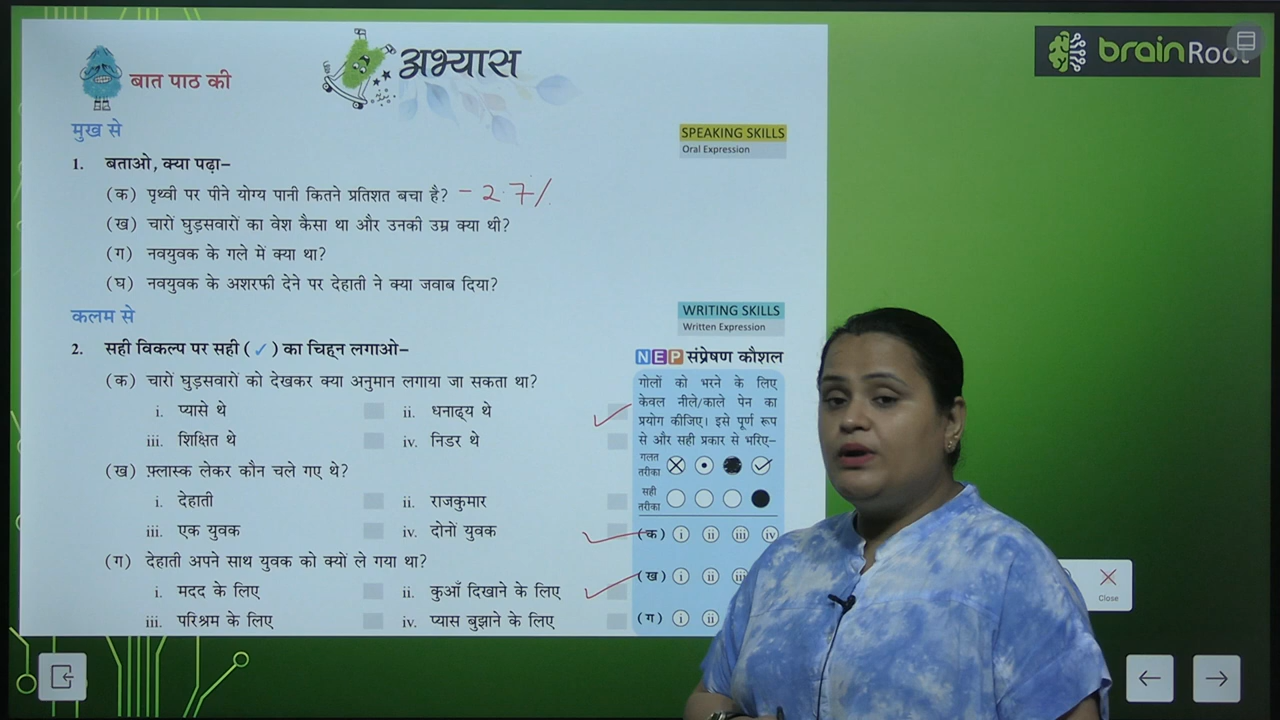 brainRoot
बात पाठ की
अभ्यास
मुख से
SPEAKING SKILLS
Oral Expression
1. बताओ, क्या पढ़ा–
(क) पृथ्वी पर पीने योग्य पानी कितने प्रतिशत बचा है? – 2.7%
(ख) चारों घुड़सवारों का वेश कैसा था और उनकी उम्र क्या थी?
(ग) नवयुवक के गले में क्या था?
(घ) नवयुवक के अशरफी देने पर देहाती ने क्या जवाब दिया?
कलम से
WRITING SKILLS
Written Expression
2. सही विकल्प पर सही (✓) का चिह्न लगाओ–
(क) चारों घुड़सवारों को देखकर क्या अनुमान लगाया जा सकता था?
i. प्यासे थे ii. धनाढ्य थे
iii. शिक्षित थे iv. निडर थे
(ख) फ़्लास्क लेकर कौन चले गए थे?
i. देहाती ii. राजकुमार
iii. एक युवक iv. दोनों युवक
(ग) देहाती अपने साथ युवक को क्यों ले गया था?
i. मदद के लिए ii. कुआँ दिखाने के लिए
iii. परिश्रम के लिए iv. प्यास बुझाने के लिए
NEP संप्रेषण कौशल
गोलों को भरने के लिए
केवल नीले/काले पेन का
प्रयोग कीजिए। इसे पूर्ण रूप
से और सही प्रकार से भरिए–
गलत
तरीका
सही
तरीका
(क) i ii iii iv
(ख) i ii iii
(ग) i ii
Close